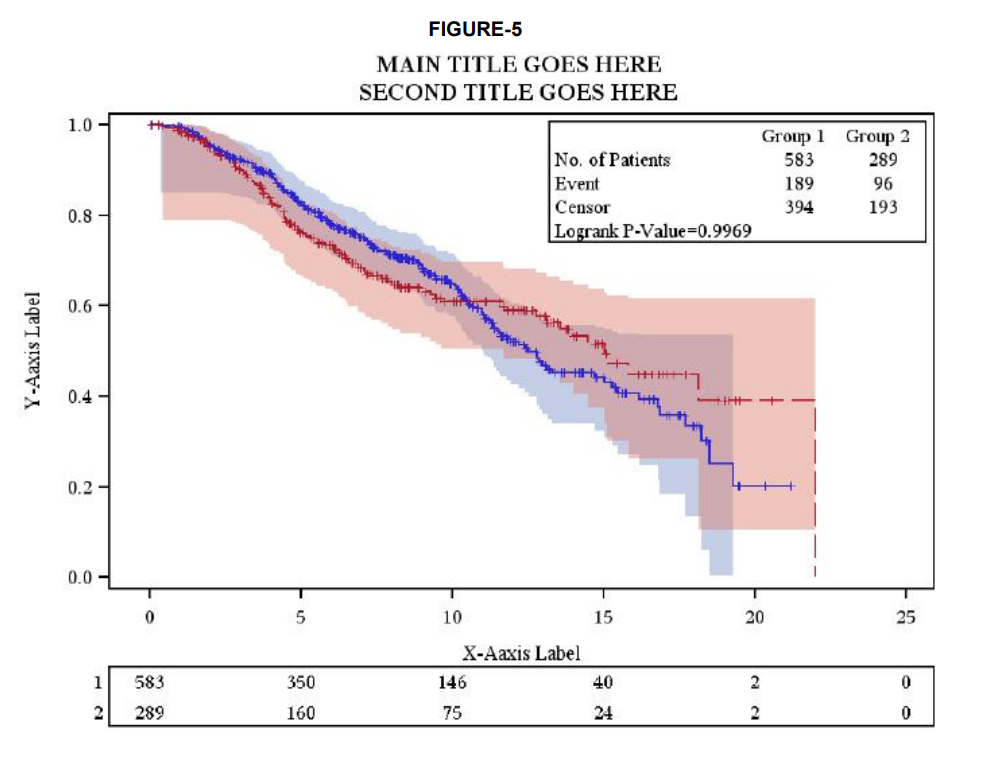 FIGURE-5
MAIN TITLE GOES HERE
SECOND TITLE GOES HERE
Group 1 Group 2
No. of Patients 583 289
Event 189 96
Censor 394 193
Logrank P-Value=0.9969
Y-Aaxis Label
1.0
0.8
0.6
0.4
0.2
0.0
0 5 10 15 20 25
X-Aaxis Label
1 583 350 146 40 2 0
2 289 160 75 24 2 0